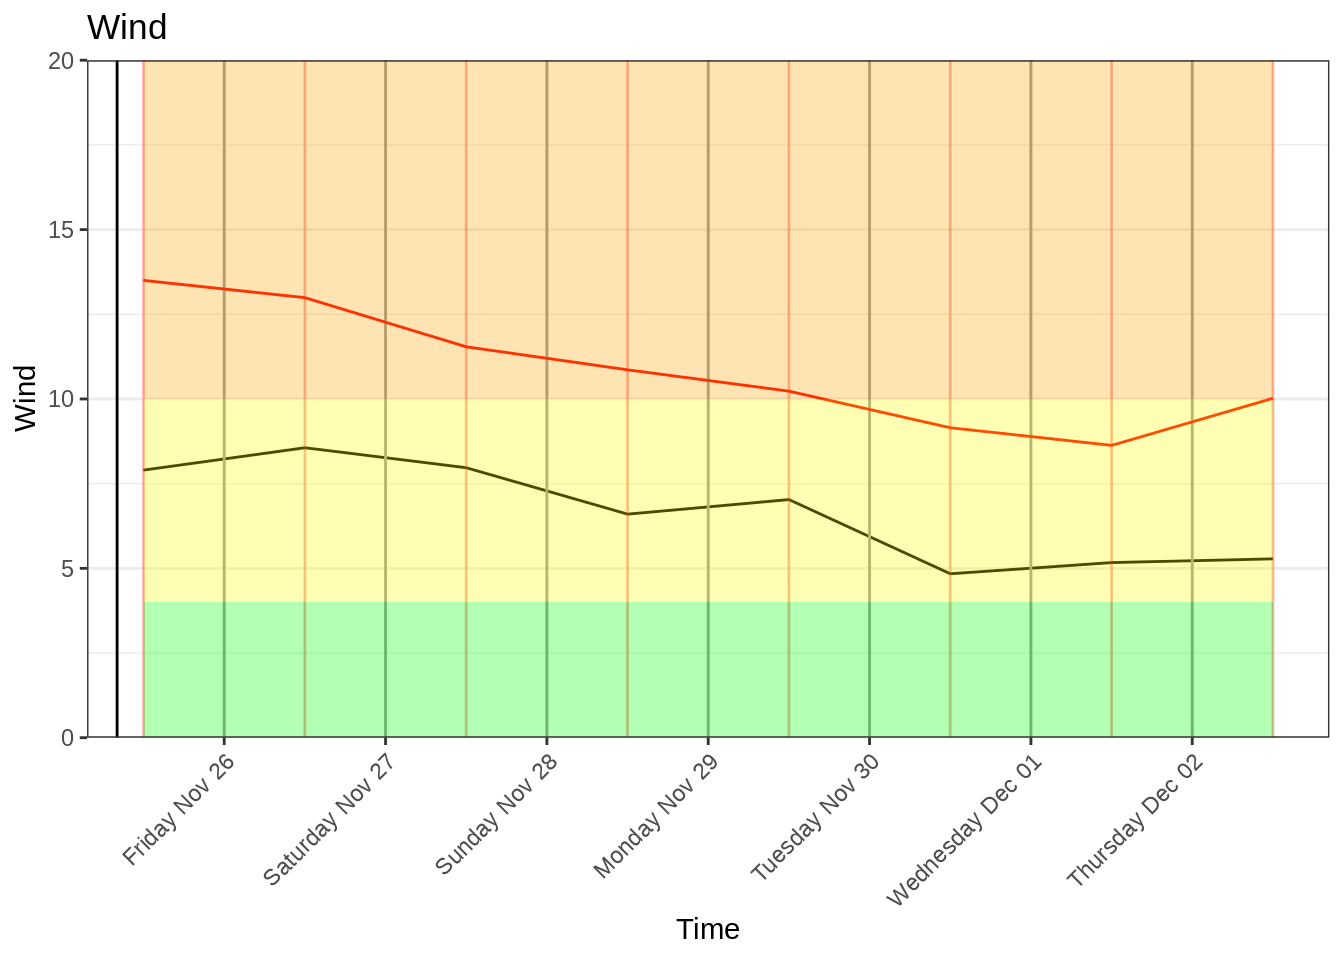 Wind
20
15
10
5
0
Wind
Friday Nov 26
Saturday Nov 27
Sunday Nov 28
Monday Nov 29
Tuesday Nov 30
Wednesday Dec 01
Thursday Dec 02
Time